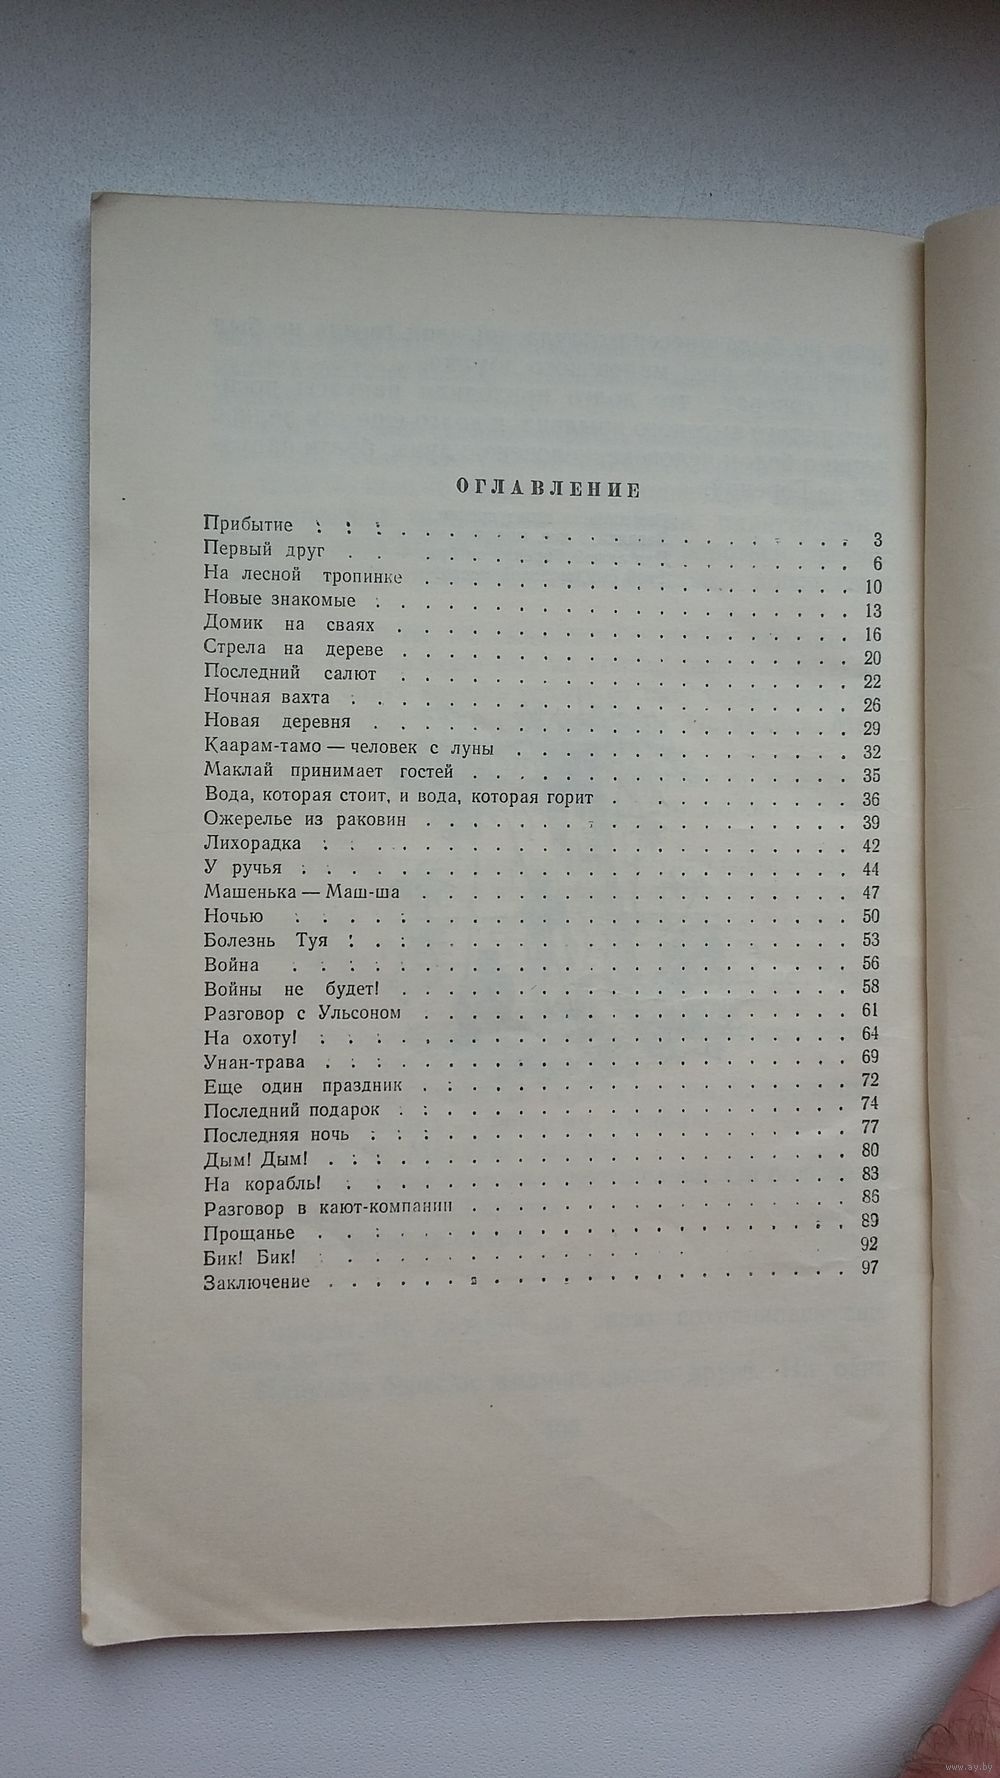 ОГЛАВЛЕНИЕ
Прибытие . . . . . . . . . . . . . . . . . . . . 3
Первый друг . . . . . . . . . . . . . . . . . . . 6
На лесной тропинке . . . . . . . . . . . . . . . . 10
Новые знакомые . . . . . . . . . . . . . . . . . . 13
Домик на сваях . . . . . . . . . . . . . . . . . . 16
Стрела на дереве . . . . . . . . . . . . . . . . . 20
Последний салют . . . . . . . . . . . . . . . . . 22
Ночная вахта . . . . . . . . . . . . . . . . . . . 26
Новая деревня . . . . . . . . . . . . . . . . . . 29
Каарам-тамо — человек с луны . . . . . . . . . . . 32
Маклай принимает гостей . . . . . . . . . . . . . 35
Вода, которая стоит, и вода, которая горит . . . . . 36
Ожерелье из раковин . . . . . . . . . . . . . . . 39
Лихорадка . . . . . . . . . . . . . . . . . . . . 42
У ручья . . . . . . . . . . . . . . . . . . . . . 44
Машенька — Маш-ша . . . . . . . . . . . . . . . . 47
Ночью . . . . . . . . . . . . . . . . . . . . . . 50
Болезнь Туя . . . . . . . . . . . . . . . . . . . 53
Война . . . . . . . . . . . . . . . . . . . . . . 56
Войны не будет! . . . . . . . . . . . . . . . . . 58
Разговор с Ульсоном . . . . . . . . . . . . . . . 61
На охоту! . . . . . . . . . . . . . . . . . . . . 64
Унан-трава . . . . . . . . . . . . . . . . . . . . 69
Еще один праздник . . . . . . . . . . . . . . . . 72
Последний подарок . . . . . . . . . . . . . . . . 74
Последняя ночь . . . . . . . . . . . . . . . . . . 77
Дым! Дым! . . . . . . . . . . . . . . . . . . . . 80
На корабль! . . . . . . . . . . . . . . . . . . . 83
Разговор в кают-компании . . . . . . . . . . . . . 86
Прощанье . . . . . . . . . . . . . . . . . . . . . 89
Бик! Бик! . . . . . . . . . . . . . . . . . . . . 92
Заключение . . . . . . . . . . . . . . . . . . . . 97
www.ay.by